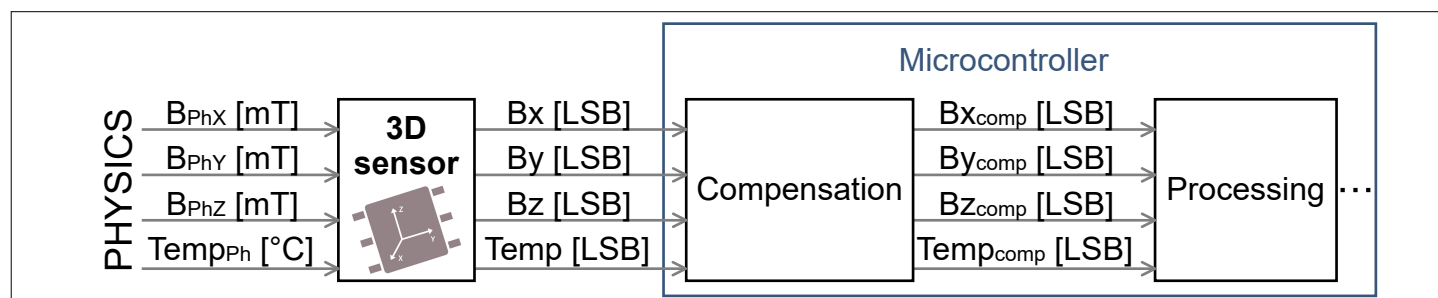 Microcontroller
PHYSICS
BPhX [mT]
BPhY [mT]
BPhZ [mT]
TempPh [°C]
3D
sensor
Z
Y
X
Bx [LSB]
By [LSB]
Bz [LSB]
Temp [LSB]
Compensation
Bxcomp [LSB]
Bycomp [LSB]
Bzcomp [LSB]
Tempcomp [LSB]
Processing
...